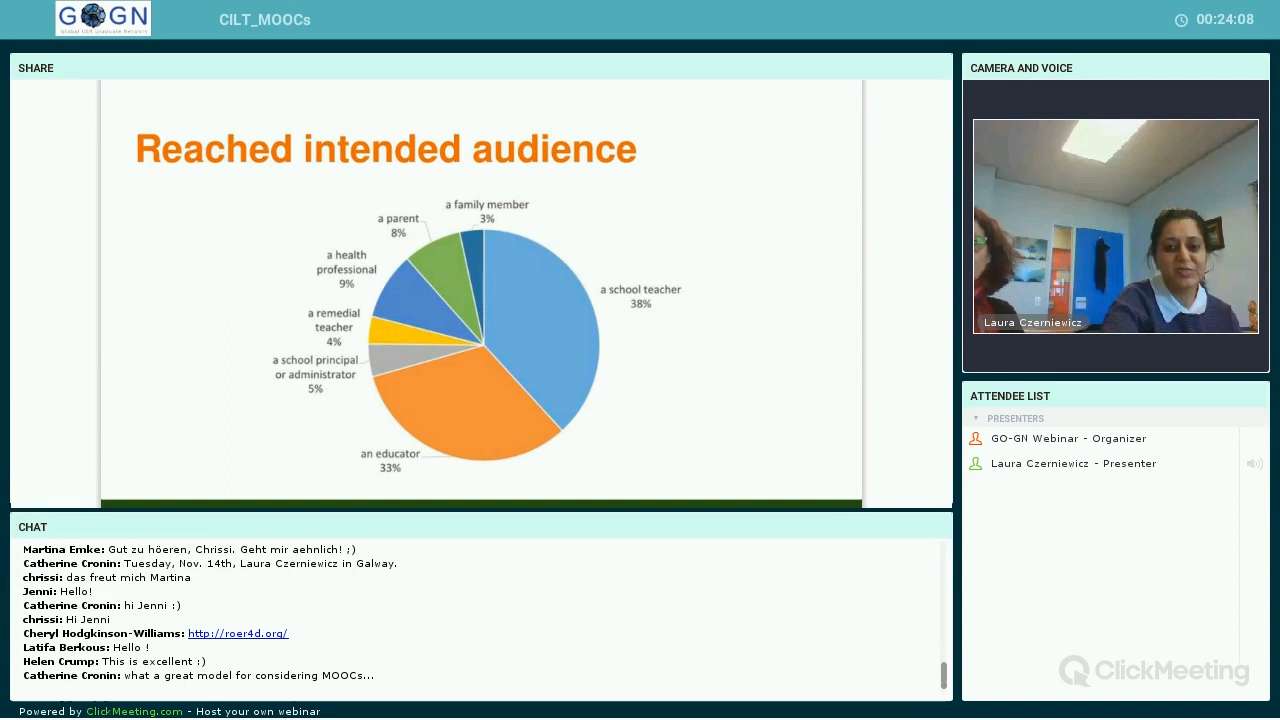 GOGN
Global OER Graduate Network
CILT_MOOCs
00:24:08
SHARE
Reached intended audience
a family member
3%
a parent
8%
a health
professional
9%
a school teacher
38%
a remedial
teacher
4%
a school principal
or administrator
5%
an educator
33%
CAMERA AND VOICE
Laura Czerniewicz
ATTENDEE LIST
PRESENTERS
GO-GN Webinar - Organizer
Laura Czerniewicz - Presenter
ClickMeeting
CHAT
Martina Emke: Gut zu höeren, Chrissi. Geht mir aehnlich! ;)
Catherine Cronin: Tuesday, Nov. 14th, Laura Czerniewicz in Galway.
chrissi: das freut mich Martina
Jenni: Hello!
Catherine Cronin: hi Jenni :)
chrissi: Hi Jenni
Cheryl Hodgkinson-Williams: http://roer4d.org/
Latifa Berkous: Hello !
Helen Crump: This is excellent :)
Catherine Cronin: what a great model for considering MOOCs...
Powered by ClickMeeting.com - Host your own webinar